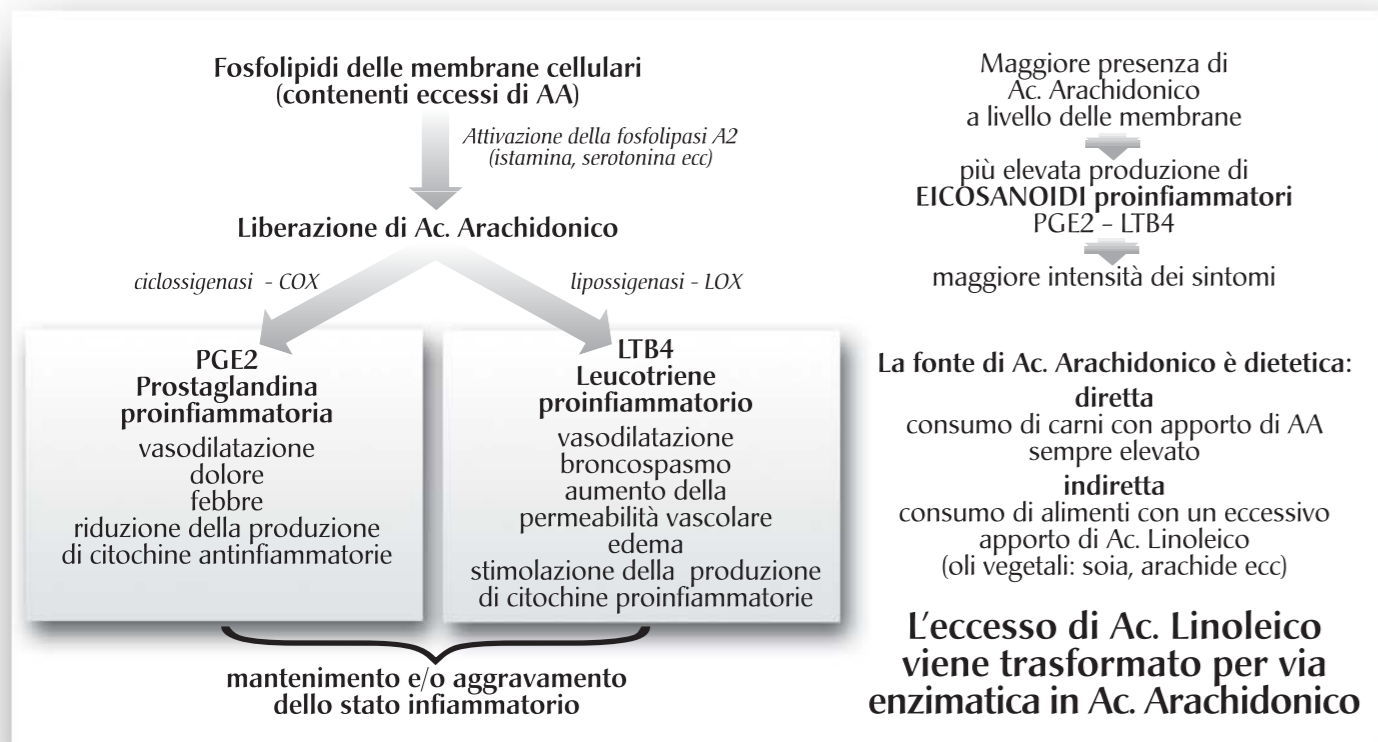 Fosfolipidi delle membrane cellulari
(contenenti eccessi di AA)
Attivazione della fosfolipasi A2
(istamina, serotonina ecc)
Liberazione di Ac. Arachidonico
ciclossigenasi - COX
lipossigenasi - LOX
PGE2
Prostaglandina
proinfiammatoria
vasodilatazione
dolore
febbre
riduzione della produzione
di citochine antinfiammatorie
LTB4
Leucotriene
proinfiammatorio
vasodilatazione
broncospasmo
aumento della
permeabilità vascolare
edema
stimolazione della produzione
di citochine proinfiammatorie
mantenimento e/o aggravamento
dello stato infiammatorio
Maggiore presenza di
Ac. Arachidonico
a livello delle membrane
più elevata produzione di
EICOSANOIDI proinfiammatori
PGE2 – LTB4
maggiore intensità dei sintomi
La fonte di Ac. Arachidonico è dietetica:
diretta
consumo di carni con apporto di AA
sempre elevato
indiretta
consumo di alimenti con un eccessivo
apporto di Ac. Linoleico
(oli vegetali: soia, arachide ecc)
L'eccesso di Ac. Linoleico
viene trasformato per via
enzimatica in Ac. Arachidonico